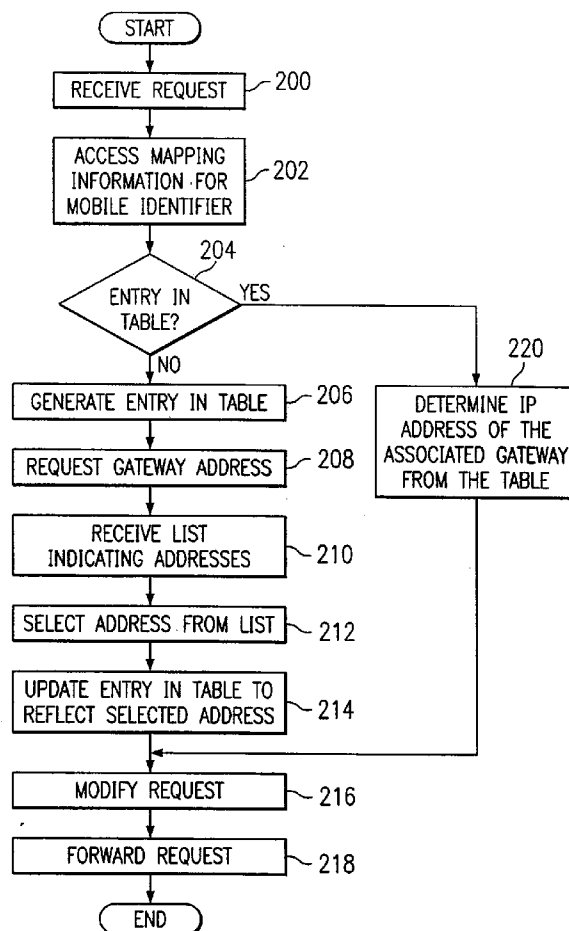 START
RECEIVE REQUEST
200
ACCESS MAPPING
INFORMATION FOR
MOBILE IDENTIFIER
202
204
ENTRY IN
TABLE?
YES
NO
GENERATE ENTRY IN TABLE
206
REQUEST GATEWAY ADDRESS
208
RECEIVE LIST
INDICATING ADDRESSES
210
SELECT ADDRESS FROM LIST
212
UPDATE ENTRY IN TABLE TO
REFLECT SELECTED ADDRESS
214
220
DETERMINE IP
ADDRESS OF THE
ASSOCIATED GATEWAY
FROM THE TABLE
MODIFY REQUEST
216
FORWARD REQUEST
218
END